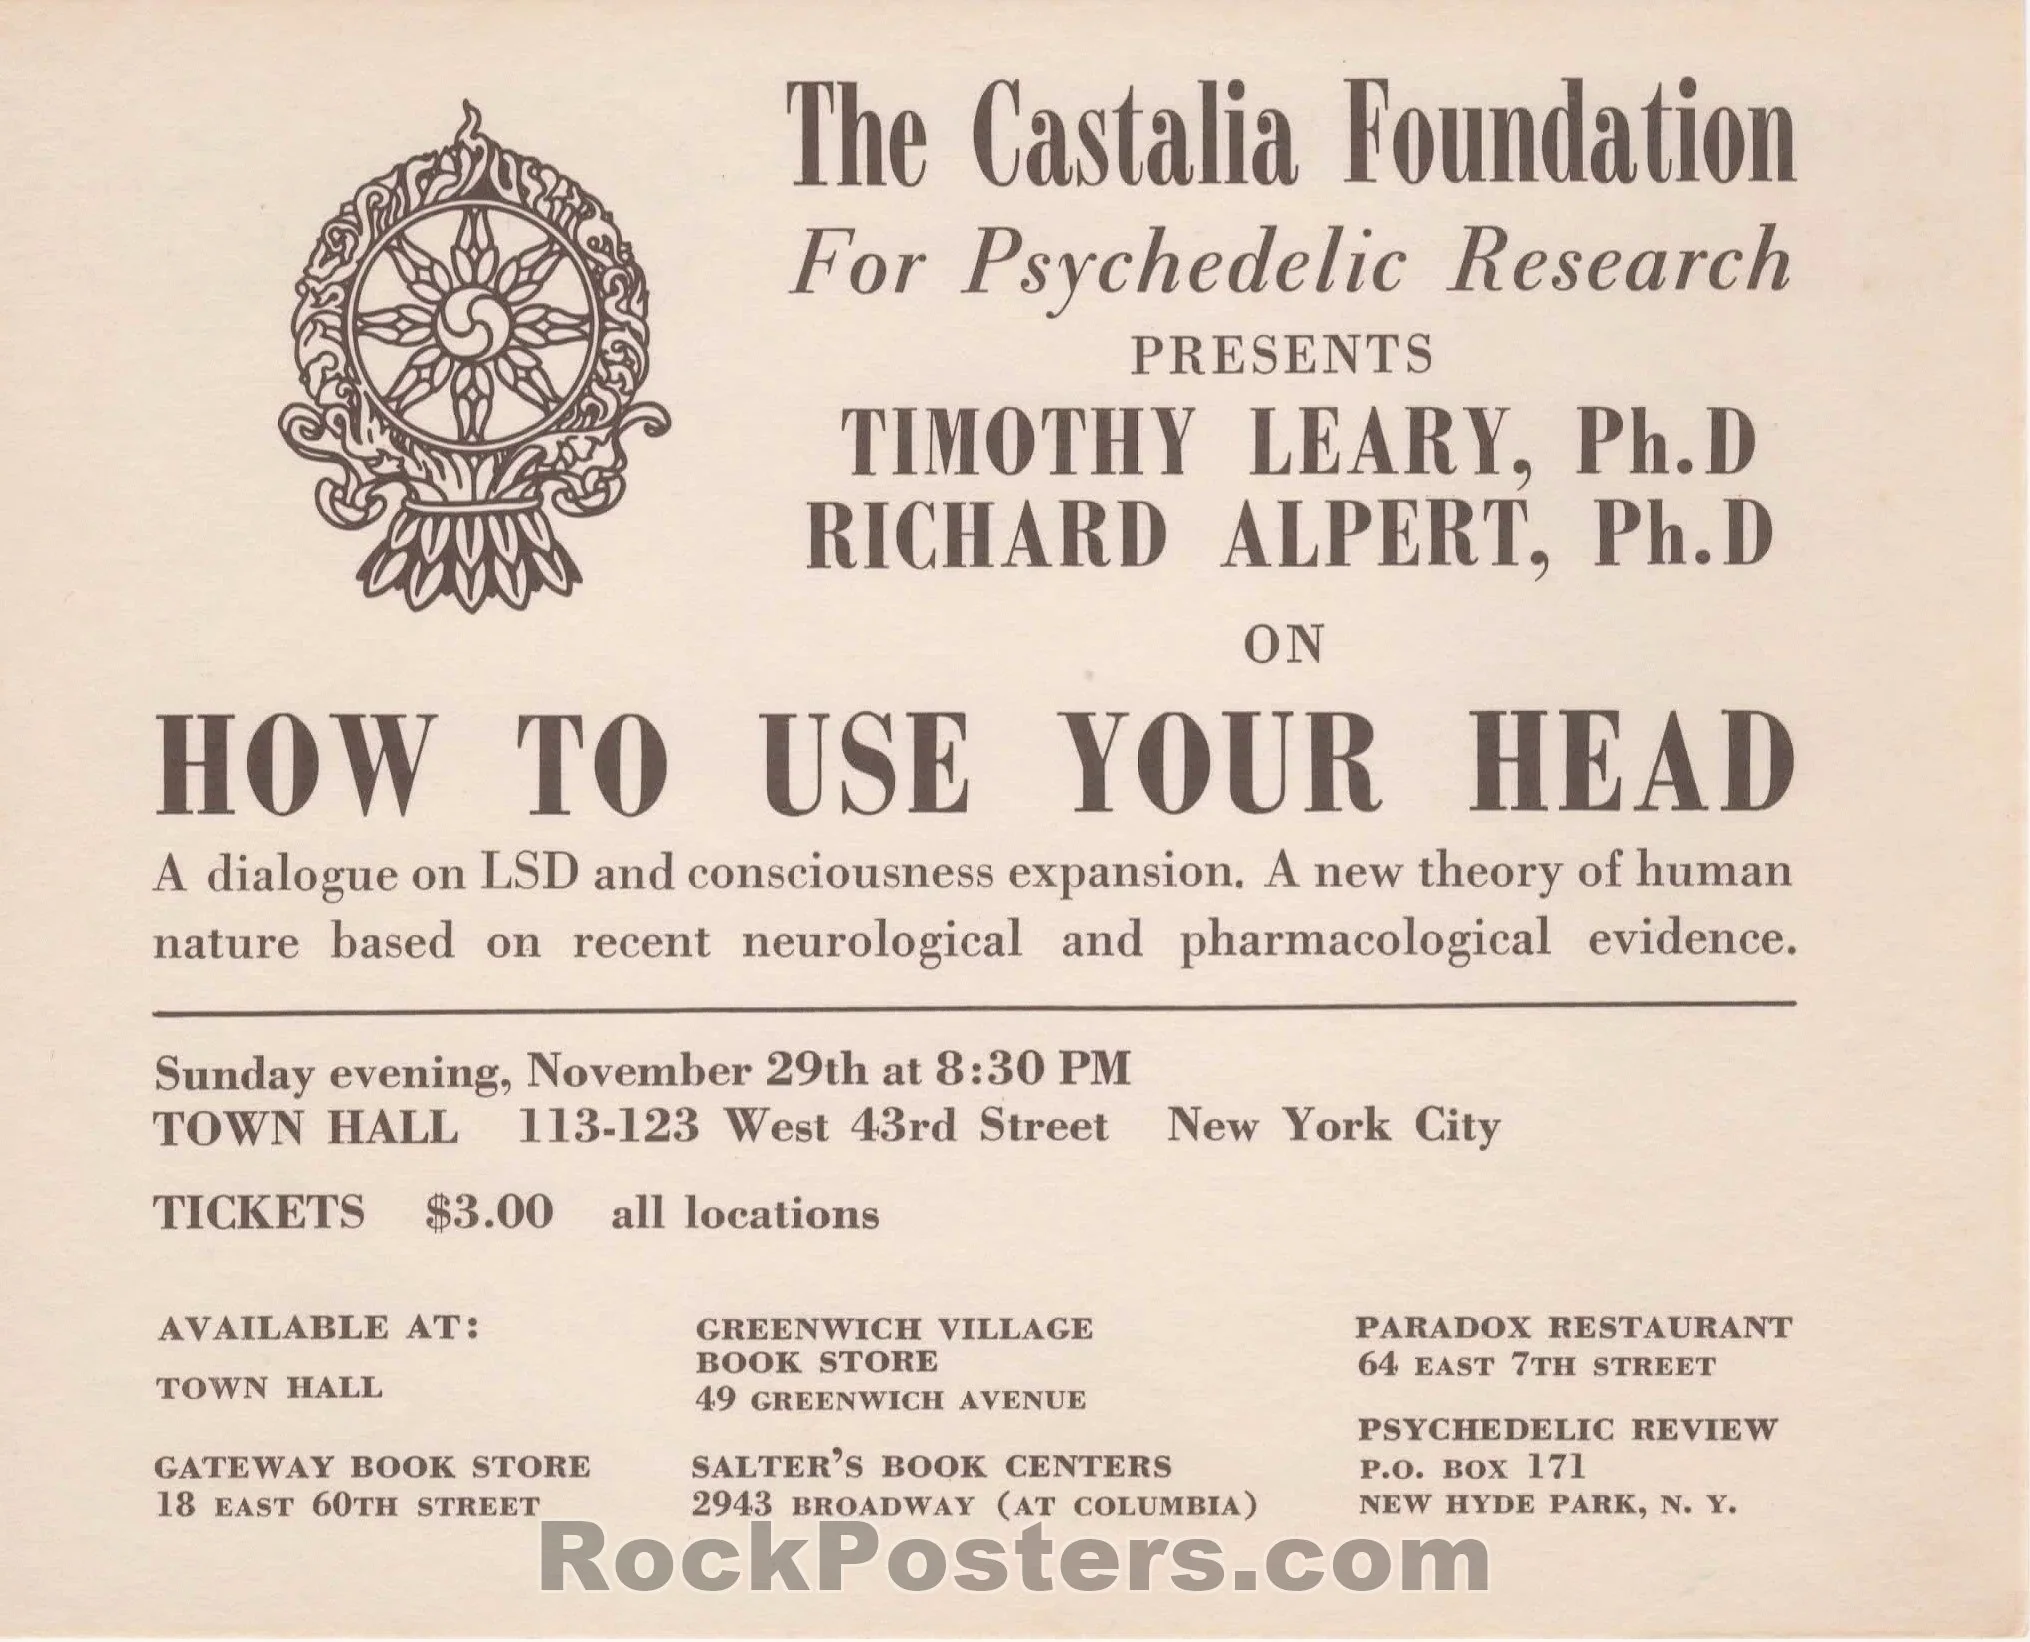 The Castalia Foundation
For Psychedelic Research
PRESENTS
TIMOTHY LEARY, Ph.D
RICHARD ALPERT, Ph.D
ON
HOW TO USE YOUR HEAD
A dialogue on LSD and consciousness expansion. A new theory of human
nature based on recent neurological and pharmacological evidence.
Sunday evening, November 29th at 8:30 PM
TOWN HALL 113-123 West 43rd Street New York City
TICKETS $3.00 all locations
AVAILABLE AT:
TOWN HALL
GATEWAY BOOK STORE
18 EAST 60TH STREET
GREENWICH VILLAGE
BOOK STORE
49 GREENWICH AVENUE
SALTER'S BOOK CENTERS
2943 BROADWAY (AT COLUMBIA)
PARADOX RESTAURANT
64 EAST 7TH STREET
PSYCHEDELIC REVIEW
P.O. BOX 171
NEW HYDE PARK, N. Y.
RockPosters.com